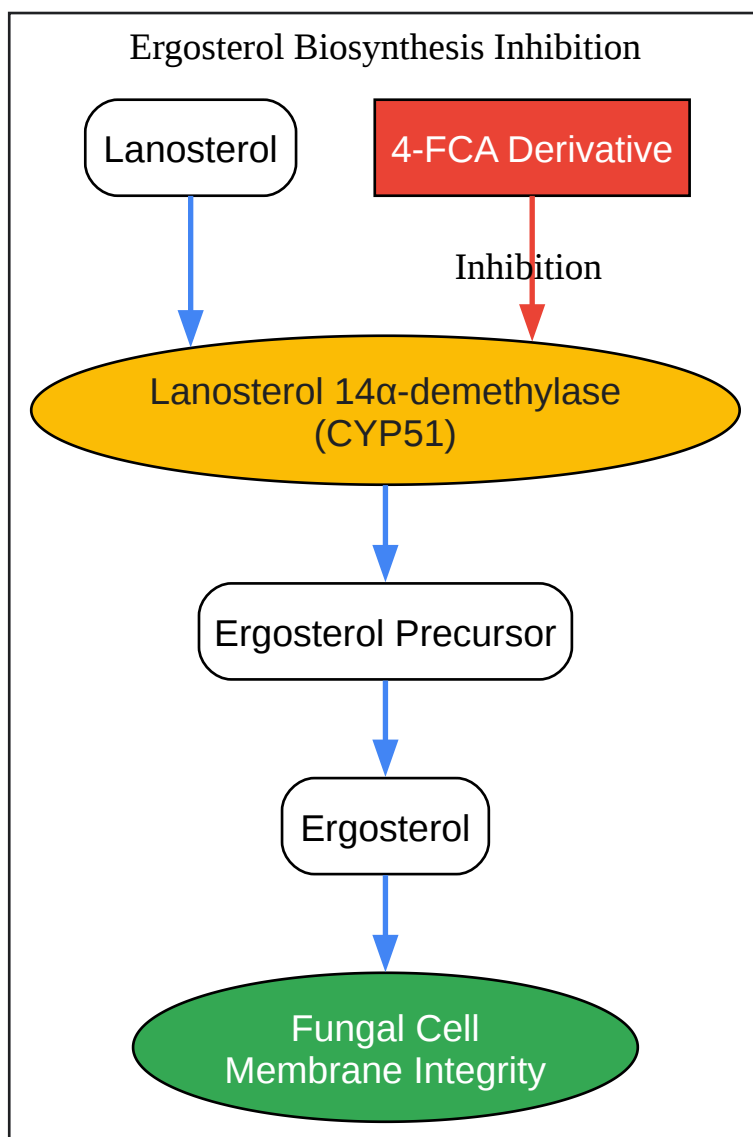 Ergosterol Biosynthesis Inhibition
Lanosterol
4-FCA Derivative
Inhibition
Lanosterol 14α-demethylase
(CYP51)
Ergosterol Precursor
Ergosterol
Fungal Cell
Membrane Integrity